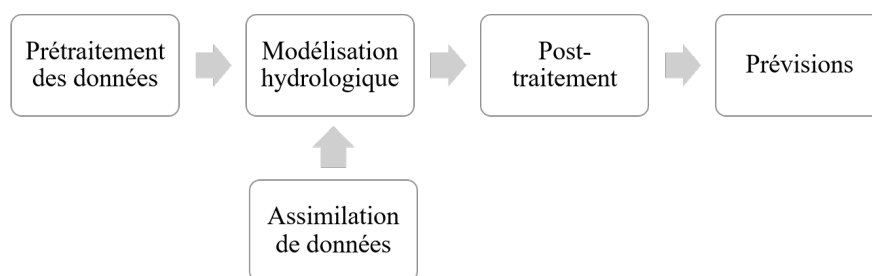 Prétraitement
des données
Modélisation
hydrologique
Post-
traitement
Prévisions
Assimilation
de données